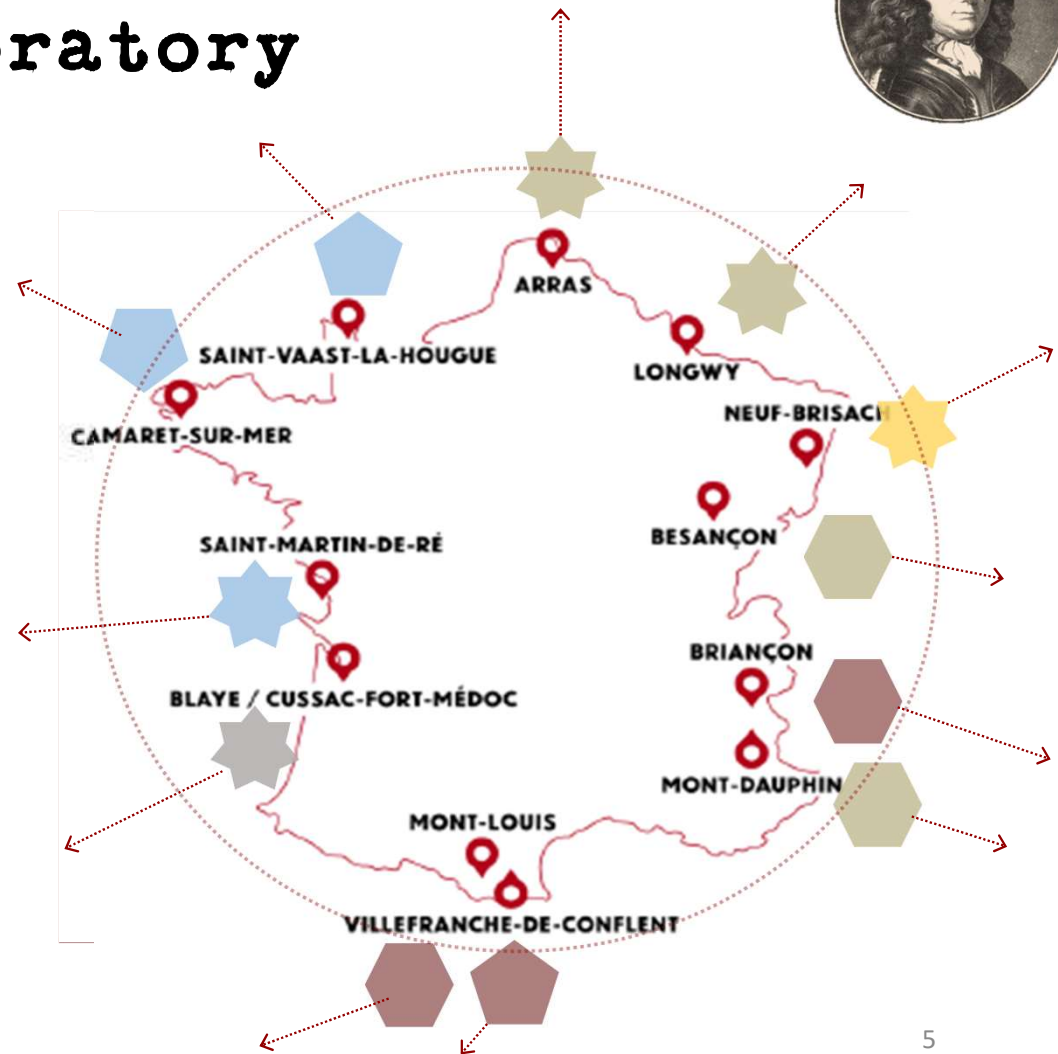 ratory
ARRAS
SAINT-VAAST-LA-HOUGUE
LONGWY
NEUF-BRISACH
CAMARET-SUR-MER
BESANÇON
SAINT-MARTIN-DE-RÉ
BRIANÇON
BLAYE / CUSSAC-FORT-MÉDOC
MONT-DAUPHIN
MONT-LOUIS
VILLEFRANCHE-DE-CONFLENT
5